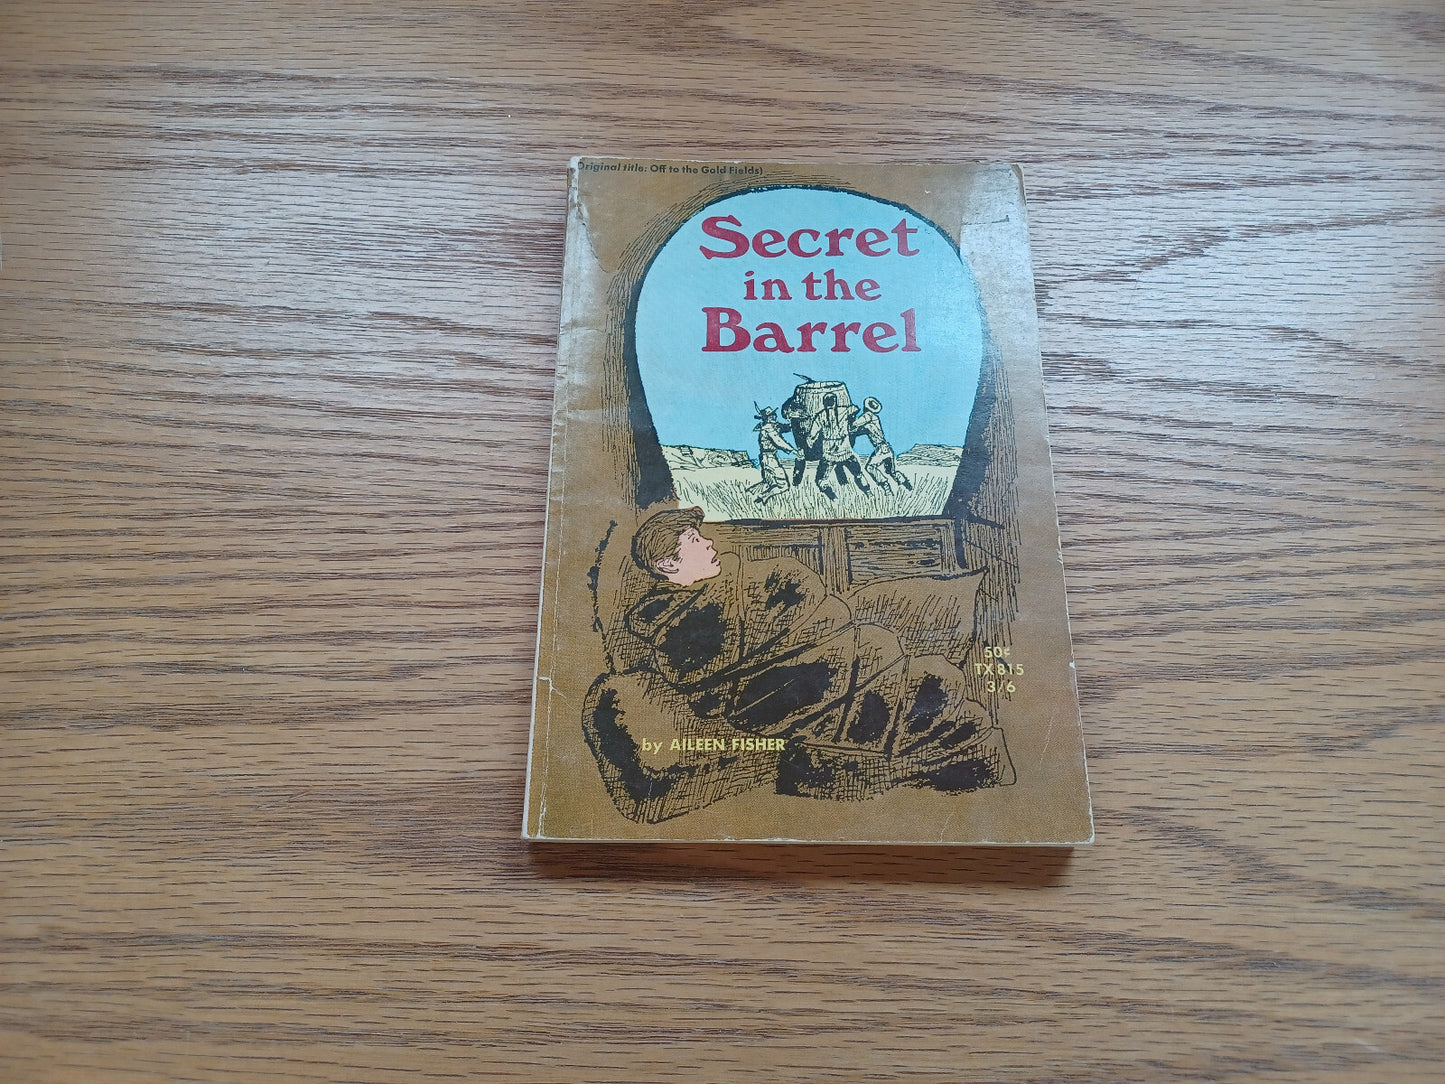 Original title: Off to the Gold Fields)
Secret
in the
Barrel
50¢
TX 815
3/6
by AILEEN FISHER